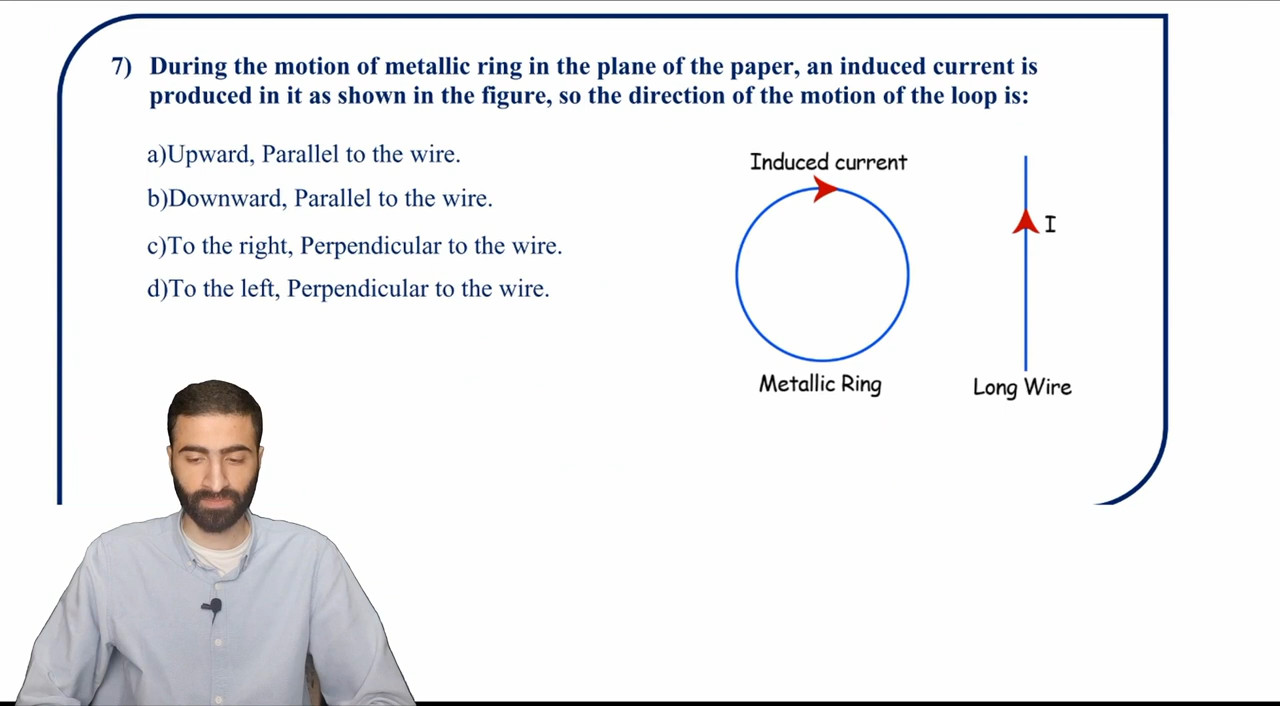 7) During the motion of metallic ring in the plane of the paper, an induced current is
produced in it as shown in the figure, so the direction of the motion of the loop is:
a)Upward, Parallel to the wire.
b)Downward, Parallel to the wire.
c)To the right, Perpendicular to the wire.
d)To the left, Perpendicular to the wire.
Induced current
I
Metallic Ring
Long Wire